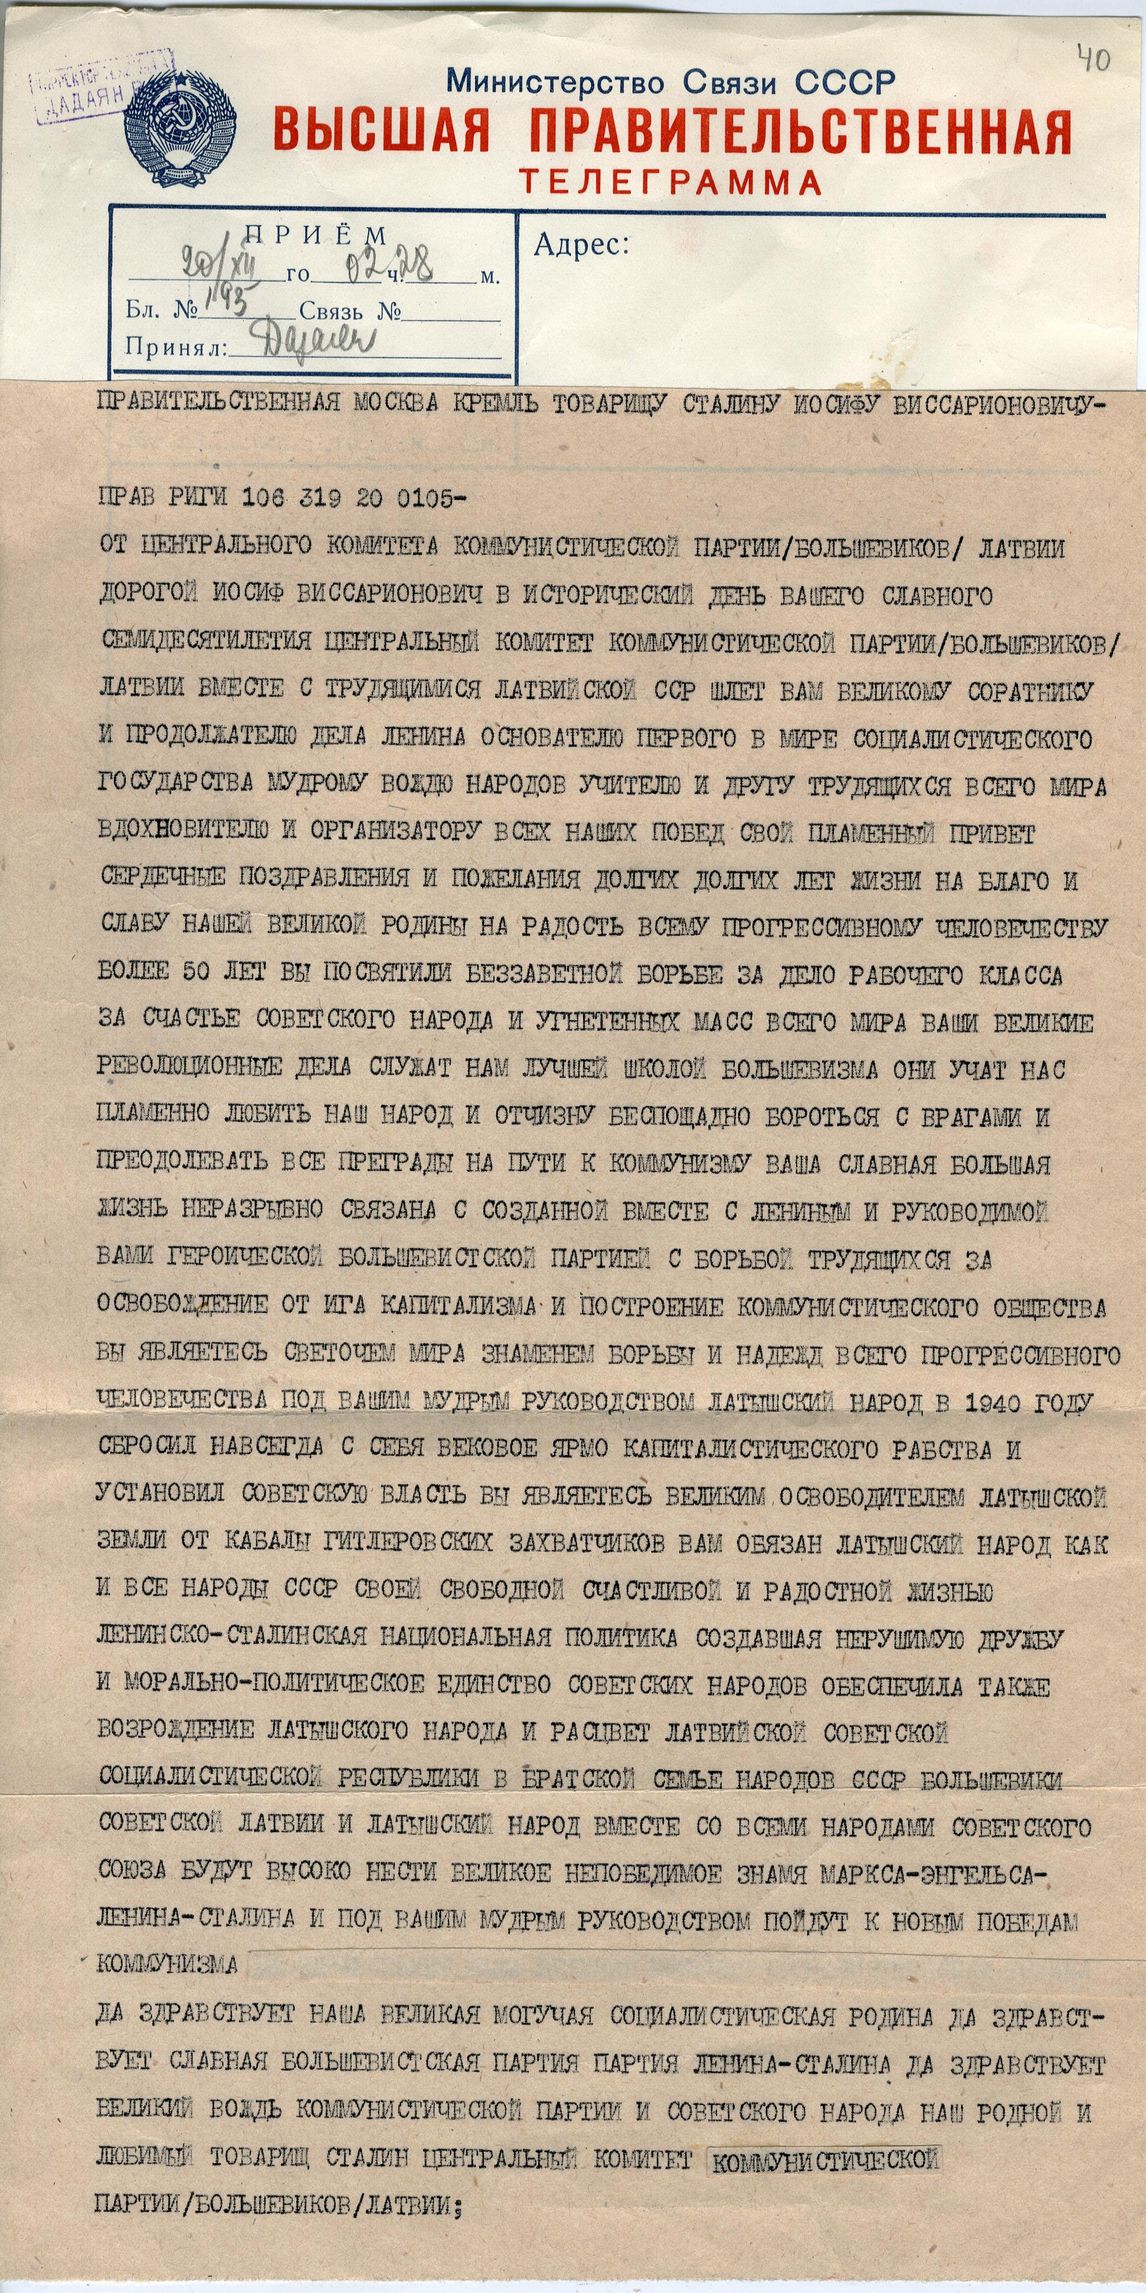 40
ДАДАЯН
Министерство Связи СССР
ВЫСШАЯ ПРАВИТЕЛЬСТВЕННАЯ
ТЕЛЕГРАММА
ПРИЁМ
20/XII го 02 ч. 28 м.
Бл. № 1193 Связь №
Принял:
Адрес:
ПРАВИТЕЛЬСТВЕННАЯ МОСКВА КРЕМЛЬ ТОВАРИЩУ СТАЛИНУ ИОСИФУ ВИССАРИОНОВИЧУ-
ПРАВ РИГИ 106 319 20 0105-
ОТ ЦЕНТРАЛЬНОГО КОМИТЕТА КОММУНИСТИЧЕСКОЙ ПАРТИИ/БОЛЬШЕВИКОВ/ ЛАТВИИ
ДОРОГОЙ ИОСИФ ВИССАРИОНОВИЧ В ИСТОРИЧЕСКИЙ ДЕНЬ ВАШЕГО СЛАВНОГО
СЕМИДЕСЯТИЛЕТИЯ ЦЕНТРАЛЬНЫЙ КОМИТЕТ КОММУНИСТИЧЕСКОЙ ПАРТИИ/БОЛЬШЕВИКОВ/
ЛАТВИИ ВМЕСТЕ С ТРУДЯЩИМИСЯ ЛАТВИЙСКОЙ ССР ШЛЕТ ВАМ ВЕЛИКОМУ СОРАТНИКУ
И ПРОДОЛЖАТЕЛЮ ДЕЛА ЛЕНИНА ОСНОВАТЕЛЮ ПЕРВОГО В МИРЕ СОЦИАЛИСТИЧЕСКОГО
ГОСУДАРСТВА МУДРОМУ ВОЖДЮ НАРОДОВ УЧИТЕЛЮ И ДРУГУ ТРУДЯЩИХСЯ ВСЕГО МИРА
ВДОХНОВИТЕЛЮ И ОРГАНИЗАТОРУ ВСЕХ НАШИХ ПОБЕД СВОЙ ПЛАМЕННЫЙ ПРИВЕТ
СЕРДЕЧНЫЕ ПОЗДРАВЛЕНИЯ И ПОЖЕЛАНИЯ ДОЛГИХ ДОЛГИХ ЛЕТ ЖИЗНИ НА БЛАГО И
СЛАВУ НАШЕЙ ВЕЛИКОЙ РОДИНЫ НА РАДОСТЬ ВСЕМУ ПРОГРЕССИВНОМУ ЧЕЛОВЕЧЕСТВУ
БОЛЕЕ 50 ЛЕТ ВЫ ПОСВЯТИЛИ БЕЗЗАВЕТНОЙ БОРЬБЕ ЗА ДЕЛО РАБОЧЕГО КЛАССА
ЗА СЧАСТЬЕ СОВЕТСКОГО НАРОДА И УГНЕТЕННЫХ МАСС ВСЕГО МИРА ВАШИ ВЕЛИКИЕ
РЕВОЛЮЦИОННЫЕ ДЕЛА СЛУЖАТ НАМ ЛУЧШЕЙ ШКОЛОЙ БОЛЬШЕВИЗМА ОНИ УЧАТ НАС
ПЛАМЕННО ЛЮБИТЬ НАШ НАРОД И ОТЧИЗНУ БЕСПОЩАДНО БОРОТЬСЯ С ВРАГАМИ И
ПРЕОДОЛЕВАТЬ ВСЕ ПРЕГРАДЫ НА ПУТИ К КОММУНИЗМУ ВАША СЛАВНАЯ БОЛЬШАЯ
ЖИЗНЬ НЕРАЗРЫВНО СВЯЗАНА С СОЗДАННОЙ ВМЕСТЕ С ЛЕНИНЫМ И РУКОВОДИМОЙ
ВАМИ ГЕРОИЧЕСКОЙ БОЛЬШЕВИСТСКОЙ ПАРТИЕЙ С БОРЬБОЙ ТРУДЯЩИХСЯ ЗА
ОСВОБОЖДЕНИЕ ОТ ИГА КАПИТАЛИЗМА И ПОСТРОЕНИЕ КОММУНИСТИЧЕСКОГО ОБЩЕСТВА
ВЫ ЯВЛЯЕТЕСЬ СВЕТОЧЕМ МИРА ЗНАМЕНЕМ БОРЬБЫ И НАДЕЖД ВСЕГО ПРОГРЕССИВНОГО
ЧЕЛОВЕЧЕСТВА ПОД ВАШИМ МУДРЫМ РУКОВОДСТВОМ ЛАТЫШСКИЙ НАРОД В 1940 ГОДУ
СБРОСИЛ НАВСЕГДА С СЕБЯ ВЕКОВОЕ ЯРМО КАПИТАЛИСТИЧЕСКОГО РАБСТВА И
УСТАНОВИЛ СОВЕТСКУЮ ВЛАСТЬ ВЫ ЯВЛЯЕТЕСЬ ВЕЛИКИМ ОСВОБОДИТЕЛЕМ ЛАТЫШСКОЙ
ЗЕМЛИ ОТ КАБАЛЫ ГИТЛЕРОВСКИХ ЗАХВАТЧИКОВ ВАМ ОБЯЗАН ЛАТЫШСКИЙ НАРОД КАК
И ВСЕ НАРОДЫ СССР СВОЕЙ СВОБОДНОЙ СЧАСТЛИВОЙ И РАДОСТНОЙ ЖИЗНЬЮ
ЛЕНИНСКО-СТАЛИНСКАЯ НАЦИОНАЛЬНАЯ ПОЛИТИКА СОЗДАВШАЯ НЕРУШИМУЮ ДРУЖБУ
И МОРАЛЬНО-ПОЛИТИЧЕСКОЕ ЕДИНСТВО СОВЕТСКИХ НАРОДОВ ОБЕСПЕЧИЛА ТАКЖЕ
ВОЗРОЖДЕНИЕ ЛАТЫШСКОГО НАРОДА И РАСЦВЕТ ЛАТВИЙСКОЙ СОВЕТСКОЙ
СОЦИАЛИСТИЧЕСКОЙ РЕСПУБЛИКИ В БРАТСКОЙ СЕМЬЕ НАРОДОВ СССР БОЛЬШЕВИКИ
СОВЕТСКОЙ ЛАТВИИ И ЛАТЫШСКИЙ НАРОД ВМЕСТЕ СО ВСЕМИ НАРОДАМИ СОВЕТСКОГО
СОЮЗА БУДУТ ВЫСОКО НЕСТИ ВЕЛИКОЕ НЕПОБЕДИМОЕ ЗНАМЯ МАРКСА-ЭНГЕЛЬСА-
ЛЕНИНА-СТАЛИНА И ПОД ВАШИМ МУДРЫМ РУКОВОДСТВОМ ПОЙДУТ К НОВЫМ ПОБЕДАМ
КОММУНИЗМА
ДА ЗДРАВСТВУЕТ НАША ВЕЛИКАЯ МОГУЧАЯ СОЦИАЛИСТИЧЕСКАЯ РОДИНА ДА ЗДРАВСТ-
ВУЕТ СЛАВНАЯ БОЛЬШЕВИСТСКАЯ ПАРТИЯ ПАРТИЯ ЛЕНИНА-СТАЛИНА ДА ЗДРАВСТВУЕТ
ВЕЛИКИЙ ВОЖДЬ КОММУНИСТИЧЕСКОЙ ПАРТИИ И СОВЕТСКОГО НАРОДА НАШ РОДНОЙ И
ЛЮБИМЫЙ ТОВАРИЩ СТАЛИН ЦЕНТРАЛЬНЫЙ КОМИТЕТ КОММУНИСТИЧЕСКОЙ
ПАРТИИ/БОЛЬШЕВИКОВ/ЛАТВИИ;